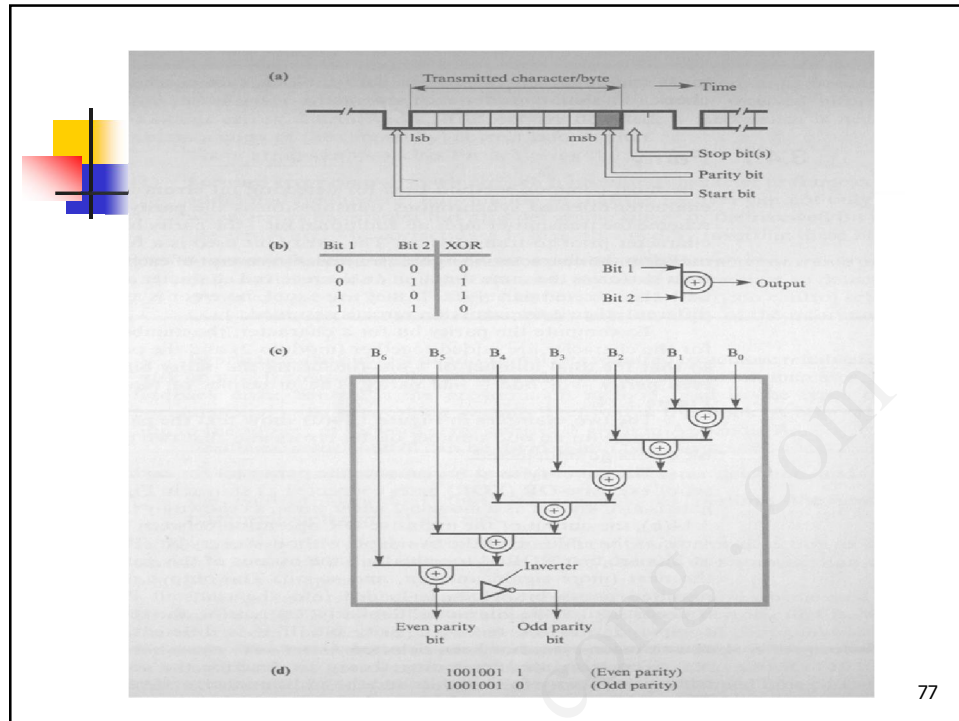 (a)
Transmitted character/byte
Time
lsb
msb
Stop bit(s)
Parity bit
Start bit
(b)
Bit 1 Bit 2 XOR
0 0 0
0 1 1
1 0 1
1 1 0
Bit 1
Output
Bit 2
(c)
B6 B5 B4 B3 B2 B1 B0
Inverter
Even parity bit
Odd parity bit
(d)
1001001 1 (Even parity)
1001001 0 (Odd parity)
cong . com
77